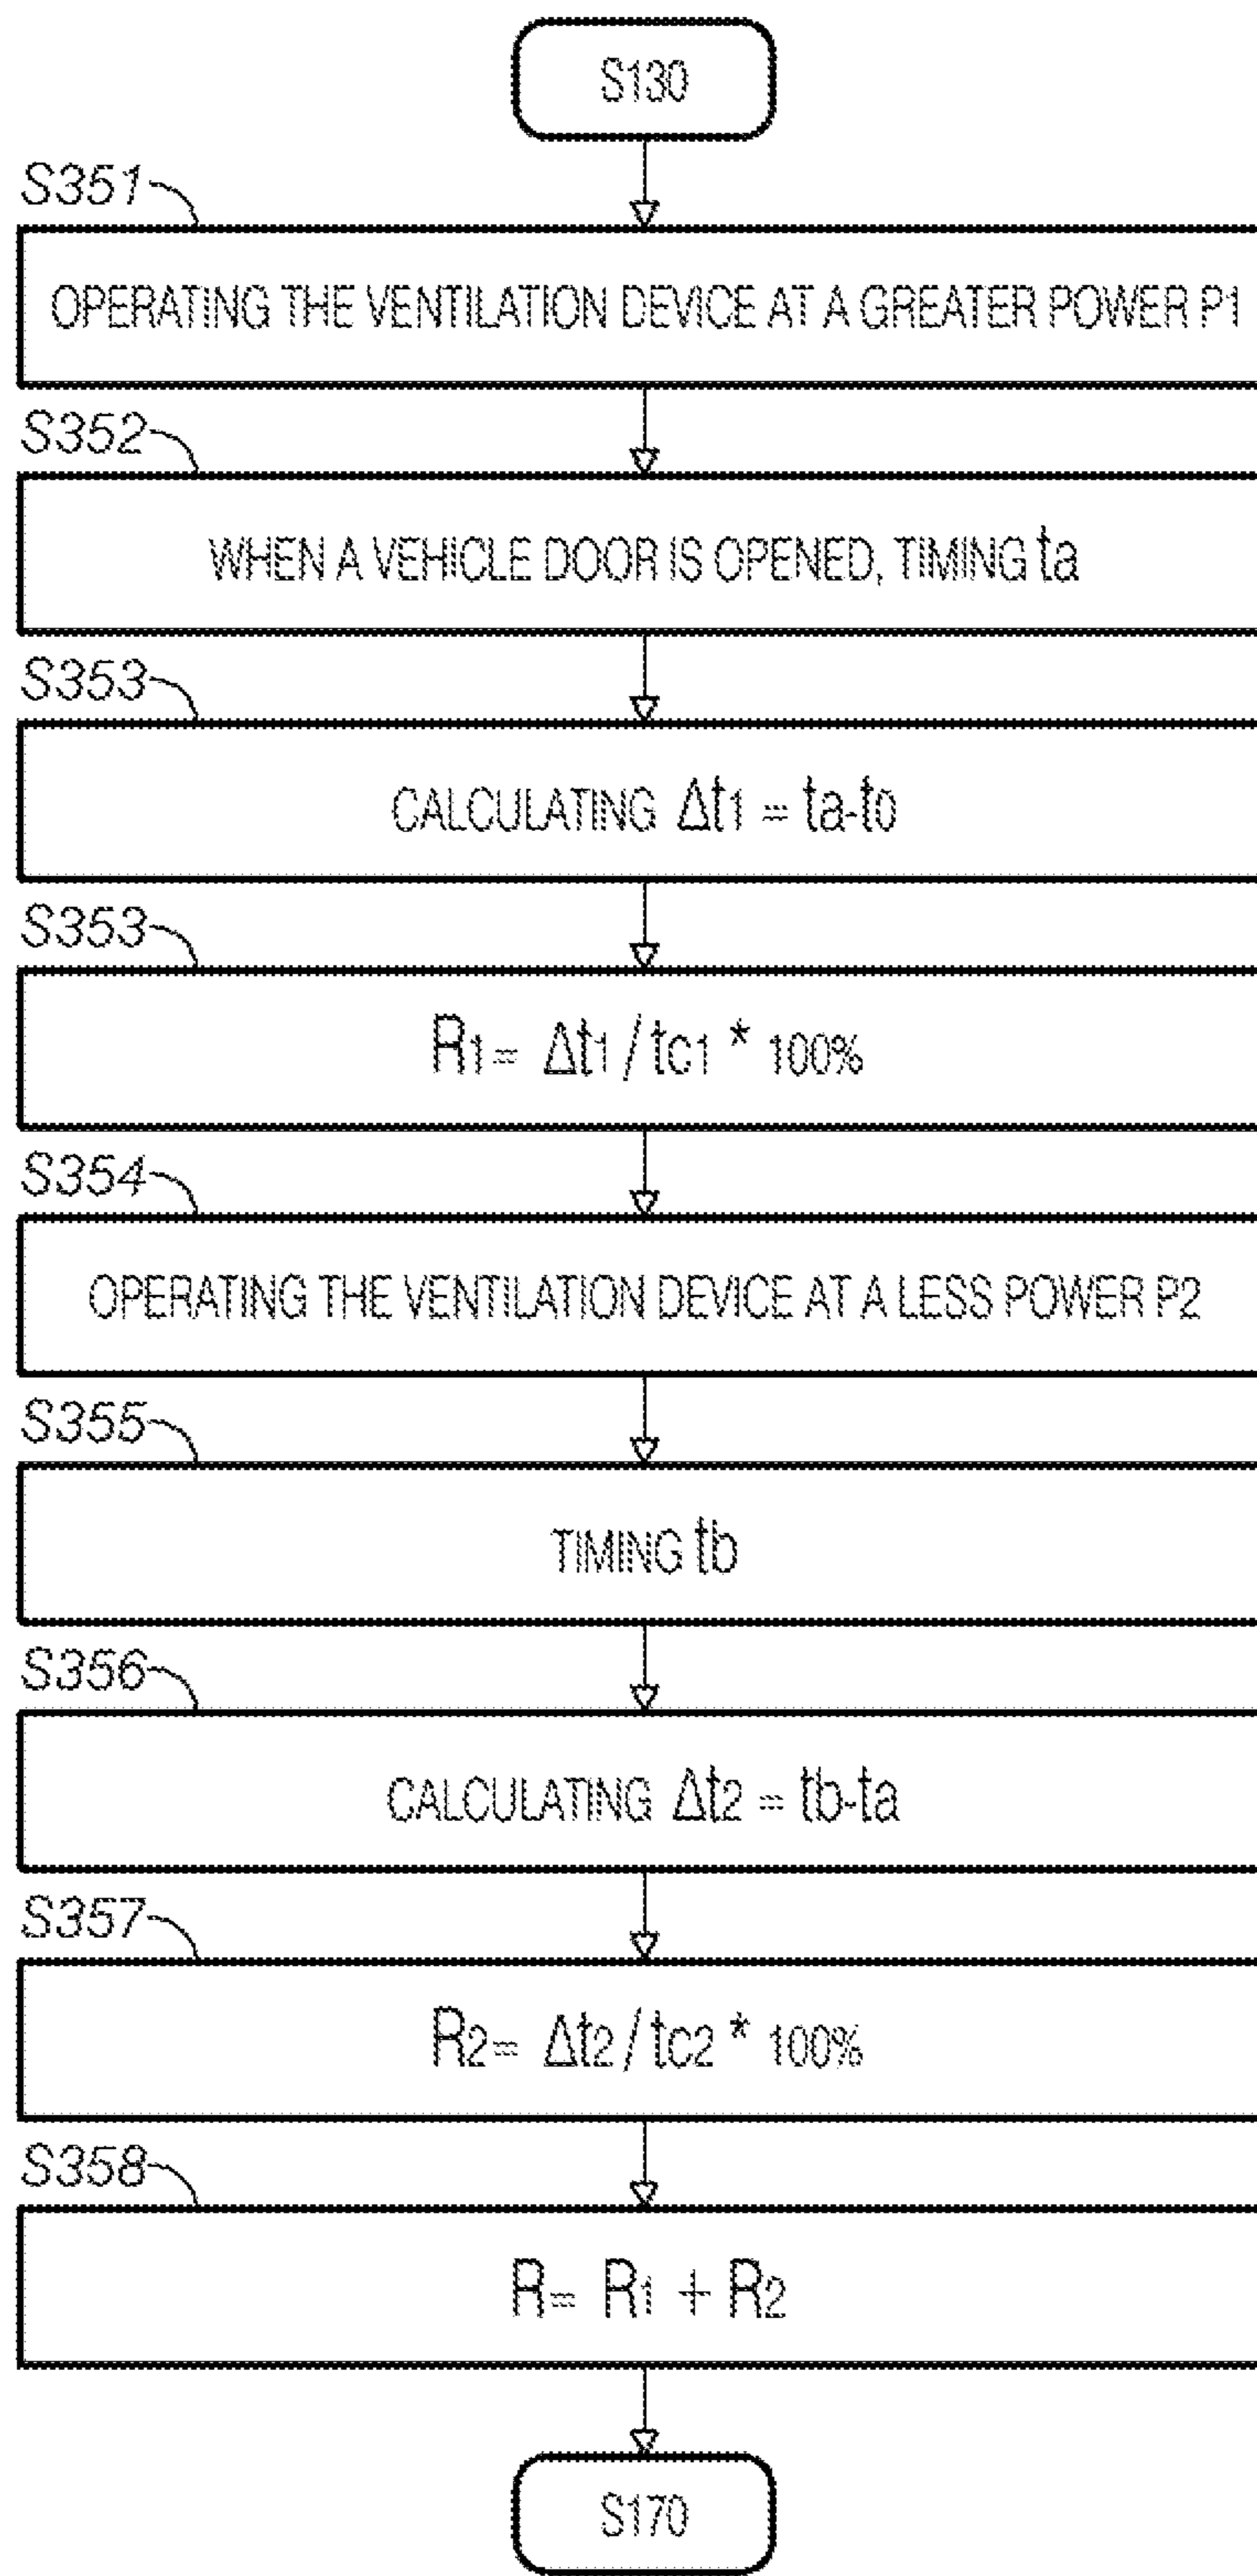 S130
S351
OPERATING THE VENTILATION DEVICE AT A GREATER POWER P1
S352
WHEN A VEHICLE DOOR IS OPENED, TIMING ta
S353
CALCULATING Δt1 = ta-t0
S353
R1= Δt1 / tc1 * 100%
S354
OPERATING THE VENTILATION DEVICE AT A LESS POWER P2
S355
TIMING tb
S356
CALCULATING Δt2 = tb-ta
S357
R2= Δt2 / tc2 * 100%
S358
R= R1 + R2
S170